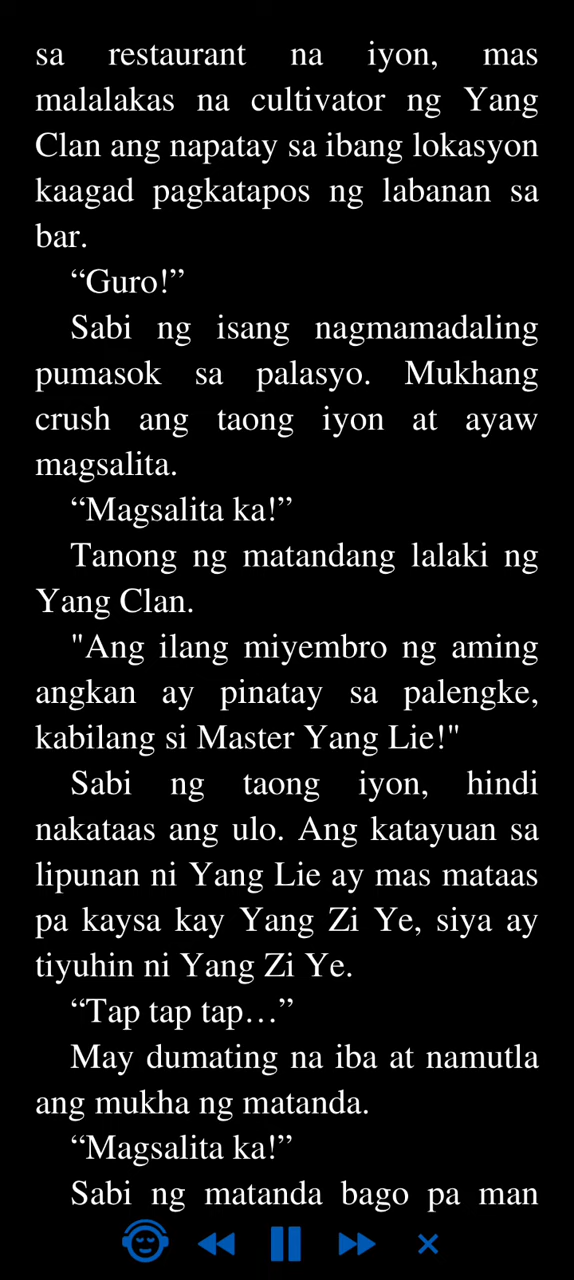 sa restaurant na iyon, mas
malalakas na cultivator ng Yang
Clan ang napatay sa ibang lokasyon
kaagad pagkatapos ng labanan sa
bar.
“Guro!”
Sabi ng isang nagmamadaling
pumasok sa palasyo. Mukhang
crush ang taong iyon at ayaw
magsalita.
“Magsalita ka!”
Tanong ng matandang lalaki ng
Yang Clan.
"Ang ilang miyembro ng aming
angkan ay pinatay sa palengke,
kabilang si Master Yang Lie!"
Sabi ng taong iyon, hindi
nakataas ang ulo. Ang katayuan sa
lipunan ni Yang Lie ay mas mataas
pa kaysa kay Yang Zi Ye, siya ay
tiyuhin ni Yang Zi Ye.
“Tap tap tap…”
May dumating na iba at namutla
ang mukha ng matanda.
“Magsalita ka!”
Sabi ng matanda bago pa man